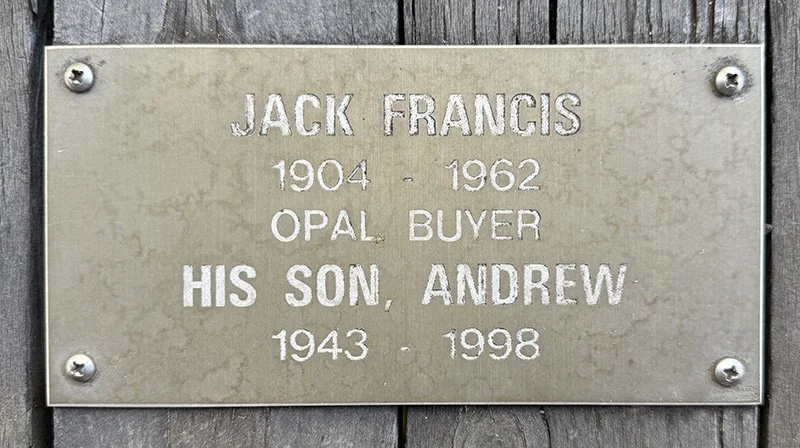 JACK FRANCIS
1904 - 1962
OPAL BUYER
HIS SON, ANDREW
1943 - 1998